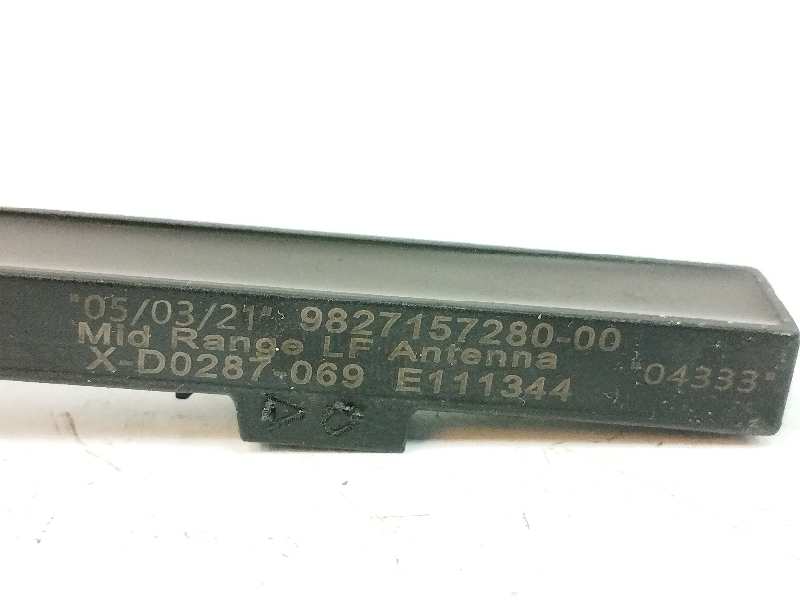 "05/03/21" 9827157280-00
Mid Range LF Antenna
X-D0287-069 E111344 "04333"